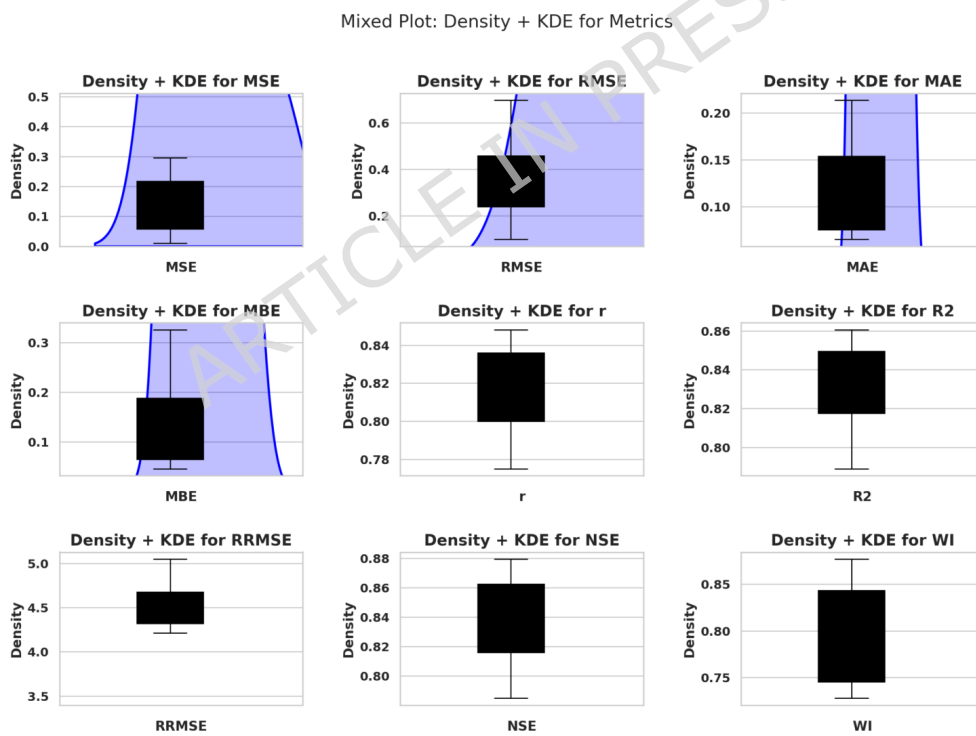 Mixed Plot: Density + KDE for Metrics
ARTICLE IN PRES
Density + KDE for MSE
Density
0.5
0.4
0.3
0.2
0.1
0.0
MSE
Density + KDE for RMSE
Density
0.6
0.4
0.2
RMSE
Density + KDE for MAE
Density
0.20
0.15
0.10
MAE
Density + KDE for MBE
Density
0.3
0.2
0.1
MBE
Density + KDE for r
Density
0.84
0.82
0.80
0.78
r
Density + KDE for R2
Density
0.86
0.84
0.82
0.80
R2
Density + KDE for RRMSE
Density
5.0
4.5
4.0
3.5
RRMSE
Density + KDE for NSE
Density
0.88
0.86
0.84
0.82
0.80
NSE
Density + KDE for WI
Density
0.85
0.80
0.75
WI